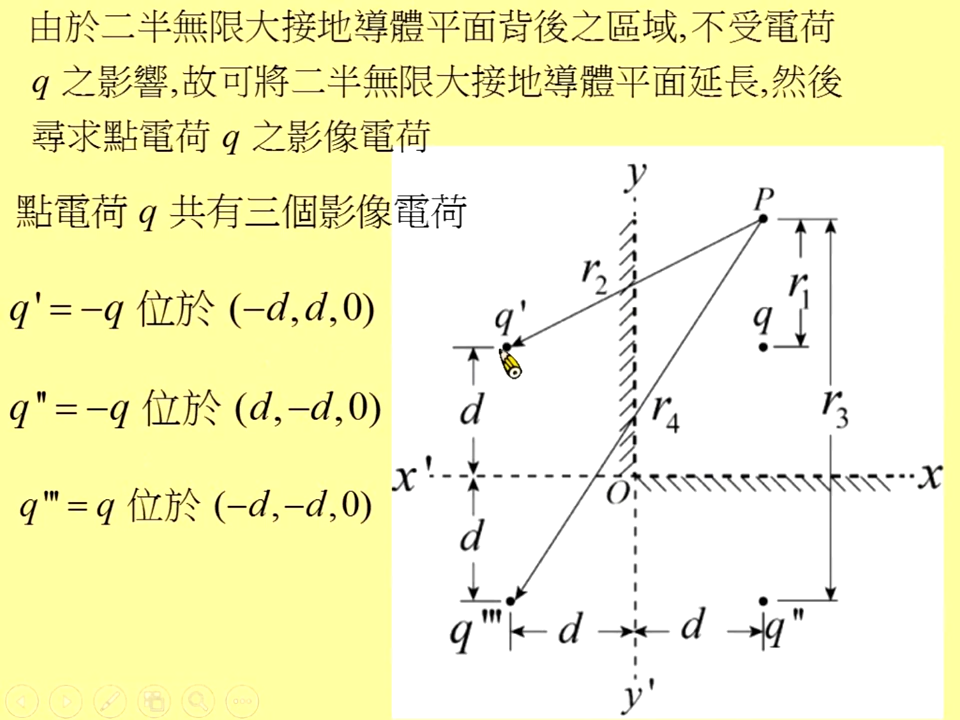 由於二半無限大接地導體平面背後之區域,不受電荷
q 之影響,故可將二半無限大接地導體平面延長,然後
尋求點電荷 q 之影像電荷
點電荷 q 共有三個影像電荷
q' = −q 位於 (−d, d, 0)
q'' = −q 位於 (d, −d, 0)
q''' = q 位於 (−d, −d, 0)
y
P
r₂
r₁
q'
q
d
r₄
r₃
x'
O
x
d
q'''
d
d
q''
y'